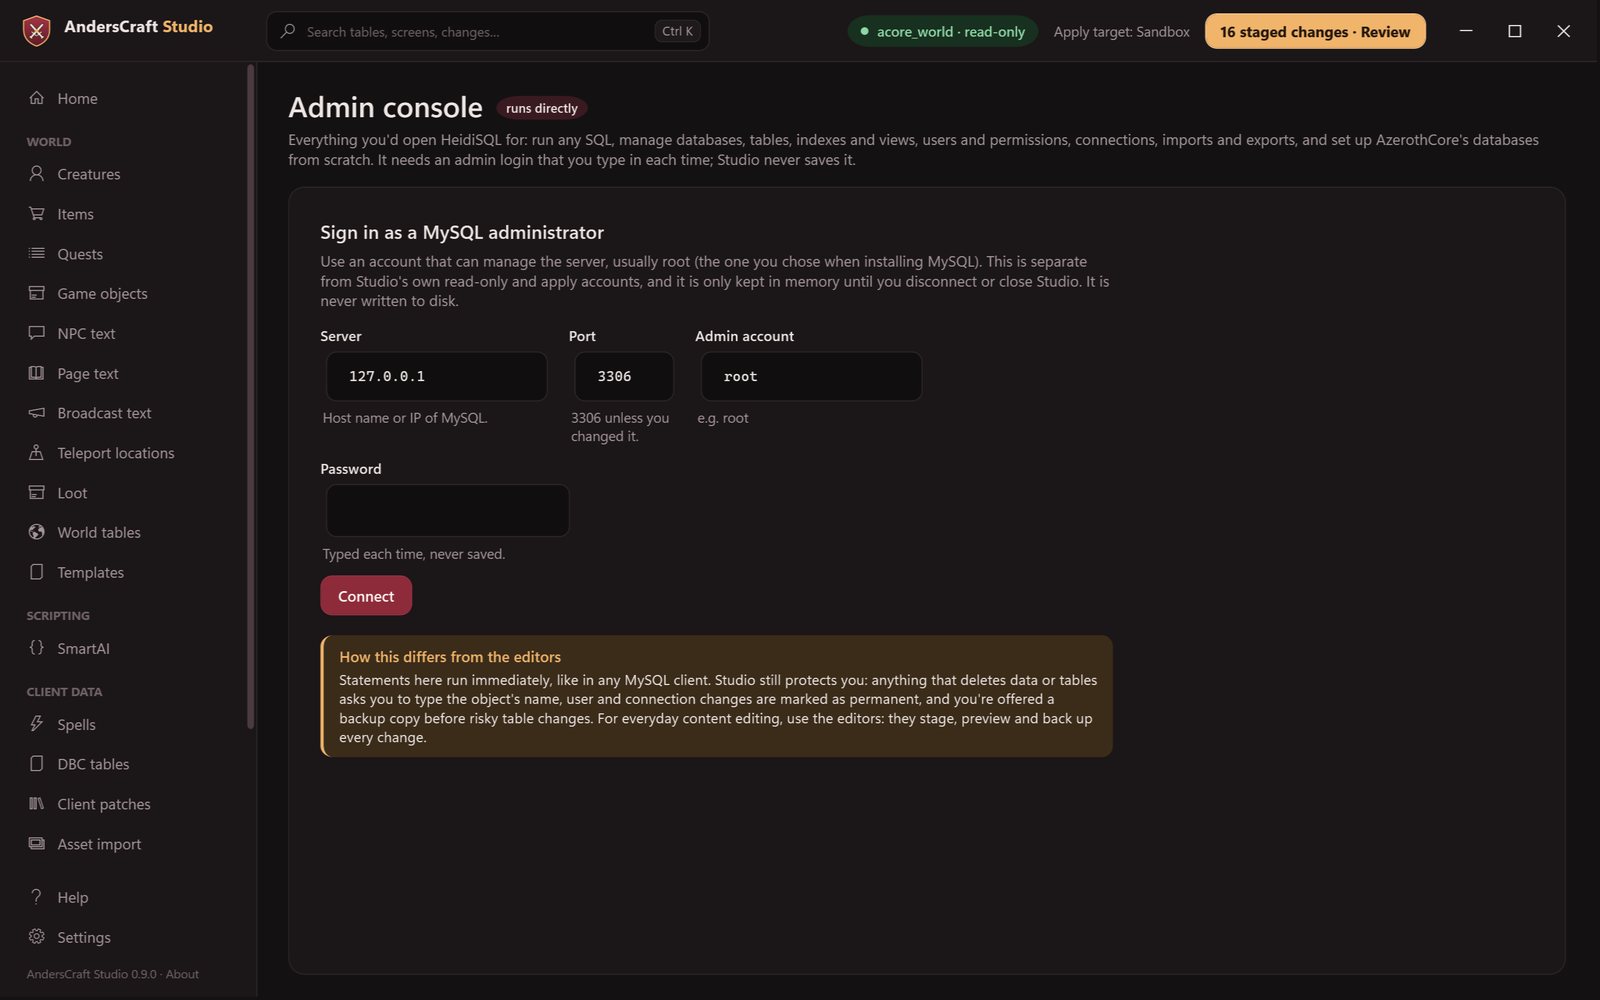 AndersCraft Studio
Search tables, screens, changes...
Ctrl K
acore_world · read-only
Apply target: Sandbox
16 staged changes · Review
Home
WORLD
Creatures
Items
Quests
Game objects
NPC text
Page text
Broadcast text
Teleport locations
Loot
World tables
Templates
SCRIPTING
SmartAI
CLIENT DATA
Spells
DBC tables
Client patches
Asset import
Help
Settings
AndersCraft Studio 0.9.0 · About
Admin console
runs directly
Everything you'd open HeidiSQL for: run any SQL, manage databases, tables, indexes and views, users and permissions, connections, imports and exports, and set up AzerothCore's databases
from scratch. It needs an admin login that you type in each time; Studio never saves it.
Sign in as a MySQL administrator
Use an account that can manage the server, usually root (the one you chose when installing MySQL). This is separate
from Studio's own read-only and apply accounts, and it is only kept in memory until you disconnect or close Studio. It is
never written to disk.
Server
Port
Admin account
127.0.0.1
3306
root
Host name or IP of MySQL.
3306 unless you
changed it.
e.g. root
Password
Typed each time, never saved.
Connect
How this differs from the editors
Statements here run immediately, like in any MySQL client. Studio still protects you: anything that deletes data or tables
asks you to type the object's name, user and connection changes are marked as permanent, and you're offered a
backup copy before risky table changes. For everyday content editing, use the editors: they stage, preview and back up
every change.